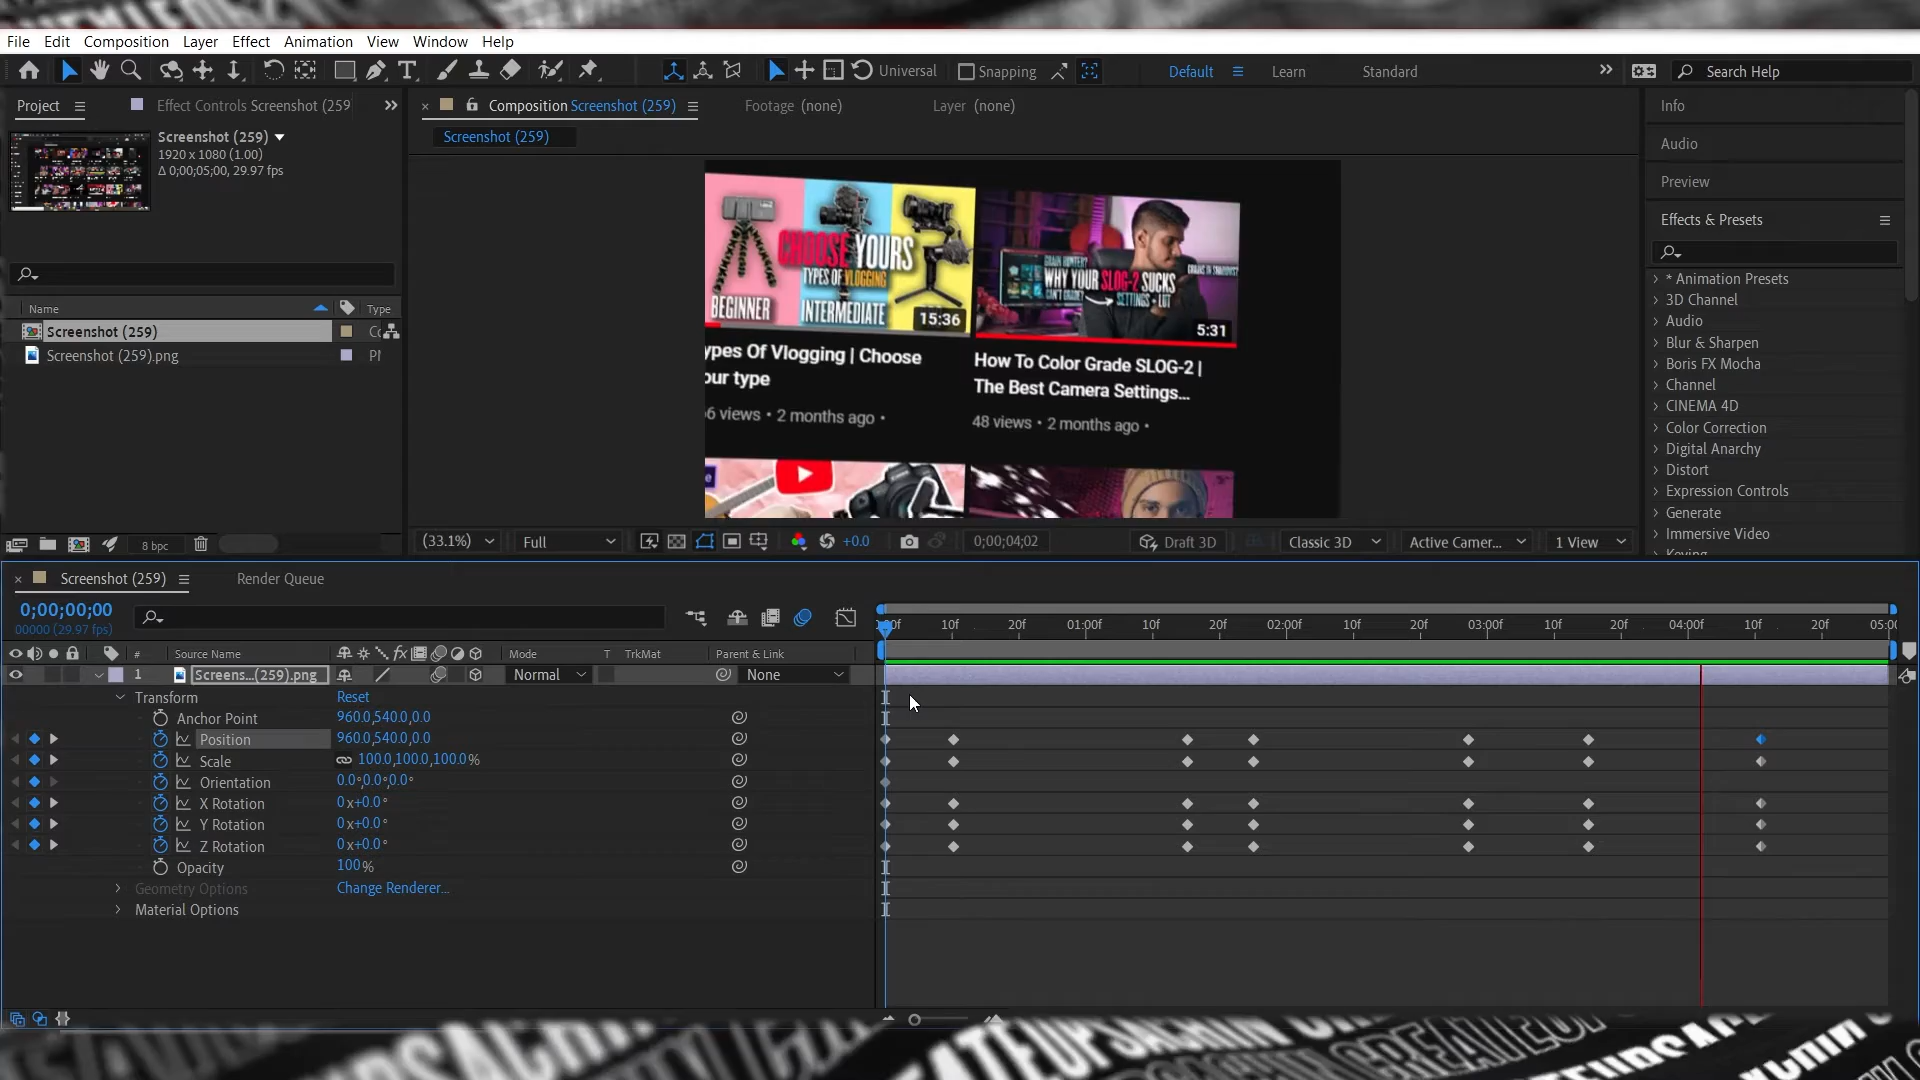 File Edit Composition Layer Effect Animation View Window Help
Universal Snapping Default Learn Standard Search Help
Project Effect Controls Screenshot (259
Screenshot (259)
1920 x 1080 (1.00)
Δ 0;00;05;00, 29.97 fps
Name Type
Screenshot (259)
Screenshot (259).png
8 bpc
Composition Screenshot (259) Footage (none) Layer (none)
Screenshot (259)
CHOOSE YOURS
TYPES OF VLOGGING
BEGINNER INTERMEDIATE 15:36
ypes Of Vlogging | Choose
our type
views • 2 months ago •
WHY YOUR SLOG-2 SUCKS
SETTINGS + LUT
5:31
How To Color Grade SLOG-2 |
The Best Camera Settings...
48 views • 2 months ago •
(33.1%) Full +0.0 0;00;04;02 Draft 3D Classic 3D Active Camer... 1 View
Info
Audio
Preview
Effects & Presets
* Animation Presets
3D Channel
Audio
Blur & Sharpen
Boris FX Mocha
Channel
CINEMA 4D
Color Correction
Digital Anarchy
Distort
Expression Controls
Generate
Immersive Video
Keying
Screenshot (259) Render Queue
0;00;00;00
00000 (29.97 fps)
10f 20f 01:00f 10f 20f 02:00f 10f 20f 03:00f 10f 20f 04:00f 10f 20f 05:00
# Source Name Mode T TrkMat Parent & Link
1 Screens...(259).png Normal None
Transform Reset
Anchor Point 960.0,540.0,0.0
Position 960.0,540.0,0.0
Scale 100.0,100.0,100.0%
Orientation 0.0°,0.0°,0.0°
X Rotation 0x+0.0°
Y Rotation 0x+0.0°
Z Rotation 0x+0.0°
Opacity 100%
Geometry Options Change Renderer...
Material Options